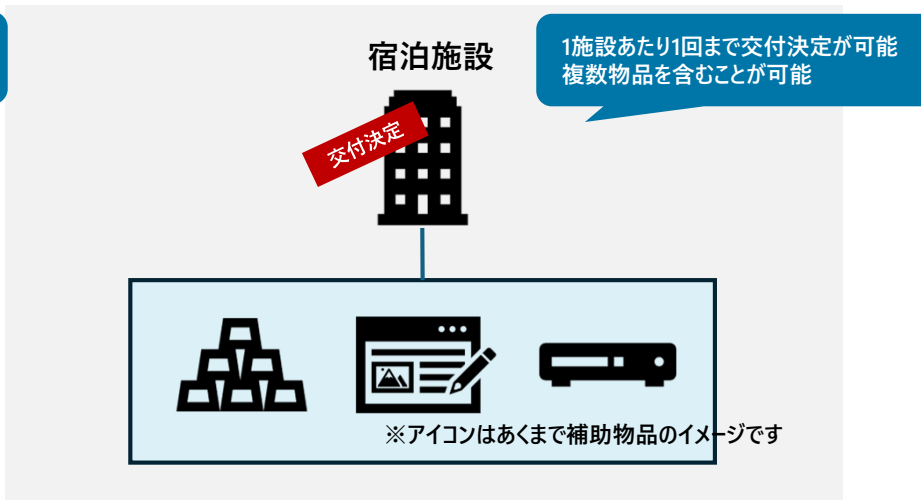 宿泊施設
1施設あたり1回まで交付決定が可能
複数物品を含むことが可能
交付決定
※アイコンはあくまで補助物品のイメージです